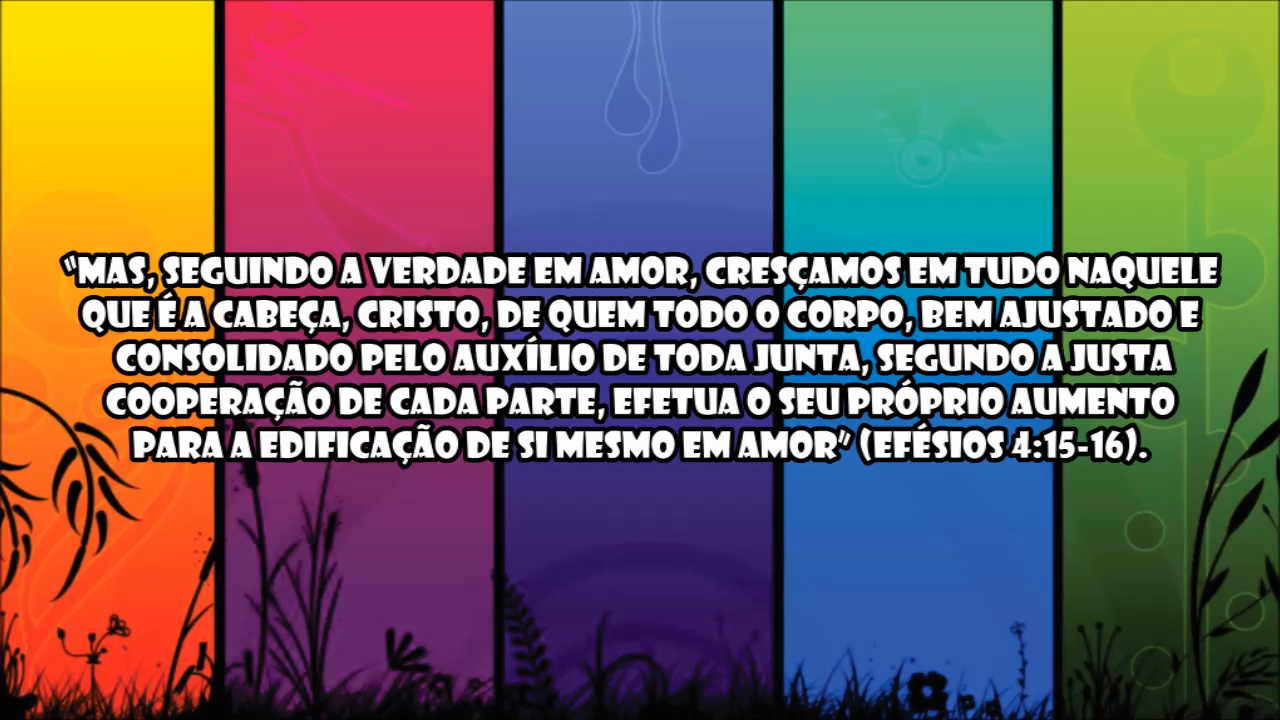 “MAS, SEGUINDO A VERDADE EM AMOR, CRESÇAMOS EM TUDO NAQUELE
QUE É A CABEÇA, CRISTO, DE QUEM TODO O CORPO, BEM AJUSTADO E
CONSOLIDADO PELO AUXÍLIO DE TODA JUNTA, SEGUNDO A JUSTA
COOPERAÇÃO DE CADA PARTE, EFETUA O SEU PRÓPRIO AUMENTO
PARA A EDIFICAÇÃO DE SI MESMO EM AMOR” (EFÉSIOS 4:15-16).